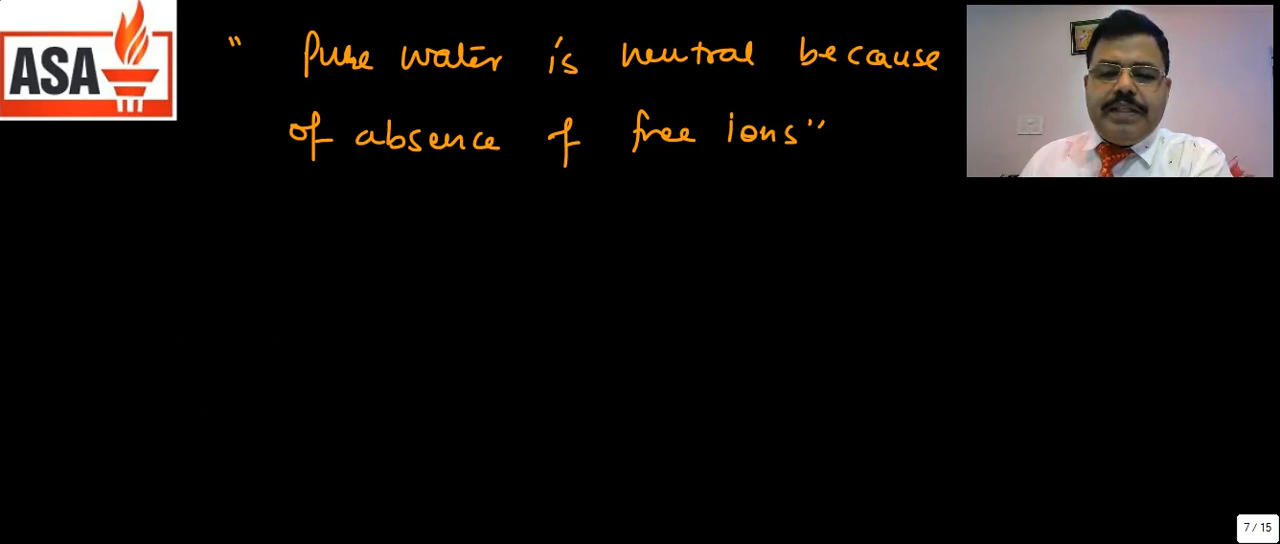 ASA
" Pure water is neutral because
of absence of free ions"
7 / 15